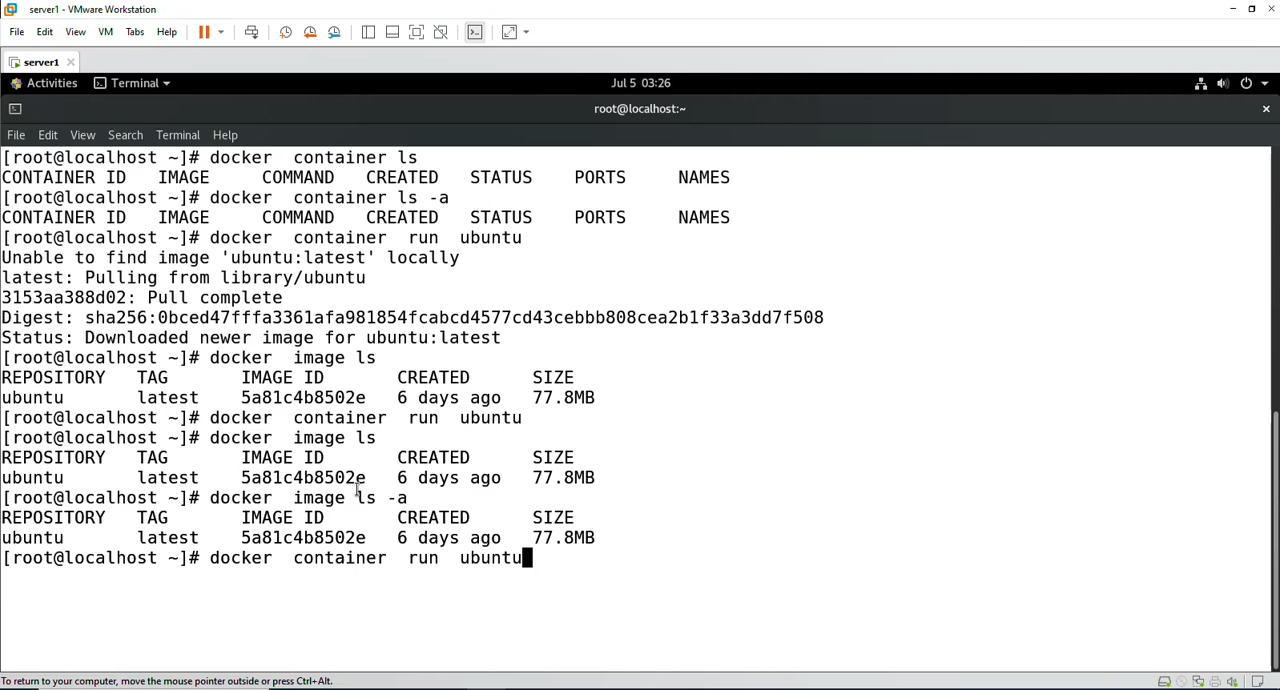 server1 - VMware Workstation
File Edit View VM Tabs Help
server1
Activities Terminal Jul 5 03:26
root@localhost:~
File Edit View Search Terminal Help
[root@localhost ~]# docker  container ls
CONTAINER ID   IMAGE     COMMAND   CREATED   STATUS    PORTS     NAMES
[root@localhost ~]# docker  container ls -a
CONTAINER ID   IMAGE     COMMAND   CREATED   STATUS    PORTS     NAMES
[root@localhost ~]# docker  container  run  ubuntu
Unable to find image 'ubuntu:latest' locally
latest: Pulling from library/ubuntu
3153aa388d02: Pull complete
Digest: sha256:0bced47fffa3361afa981854fcabcd4577cd43cebbb808cea2b1f33a3dd7f508
Status: Downloaded newer image for ubuntu:latest
[root@localhost ~]# docker  image ls
REPOSITORY   TAG       IMAGE ID       CREATED      SIZE
ubuntu       latest    5a81c4b8502e   6 days ago   77.8MB
[root@localhost ~]# docker  container  run  ubuntu
[root@localhost ~]# docker  image ls
REPOSITORY   TAG       IMAGE ID       CREATED      SIZE
ubuntu       latest    5a81c4b8502e   6 days ago   77.8MB
[root@localhost ~]# docker  image ls -a
REPOSITORY   TAG       IMAGE ID       CREATED      SIZE
ubuntu       latest    5a81c4b8502e   6 days ago   77.8MB
[root@localhost ~]# docker  container  run  ubuntu
To return to your computer, move the mouse pointer outside or press Ctrl+Alt.